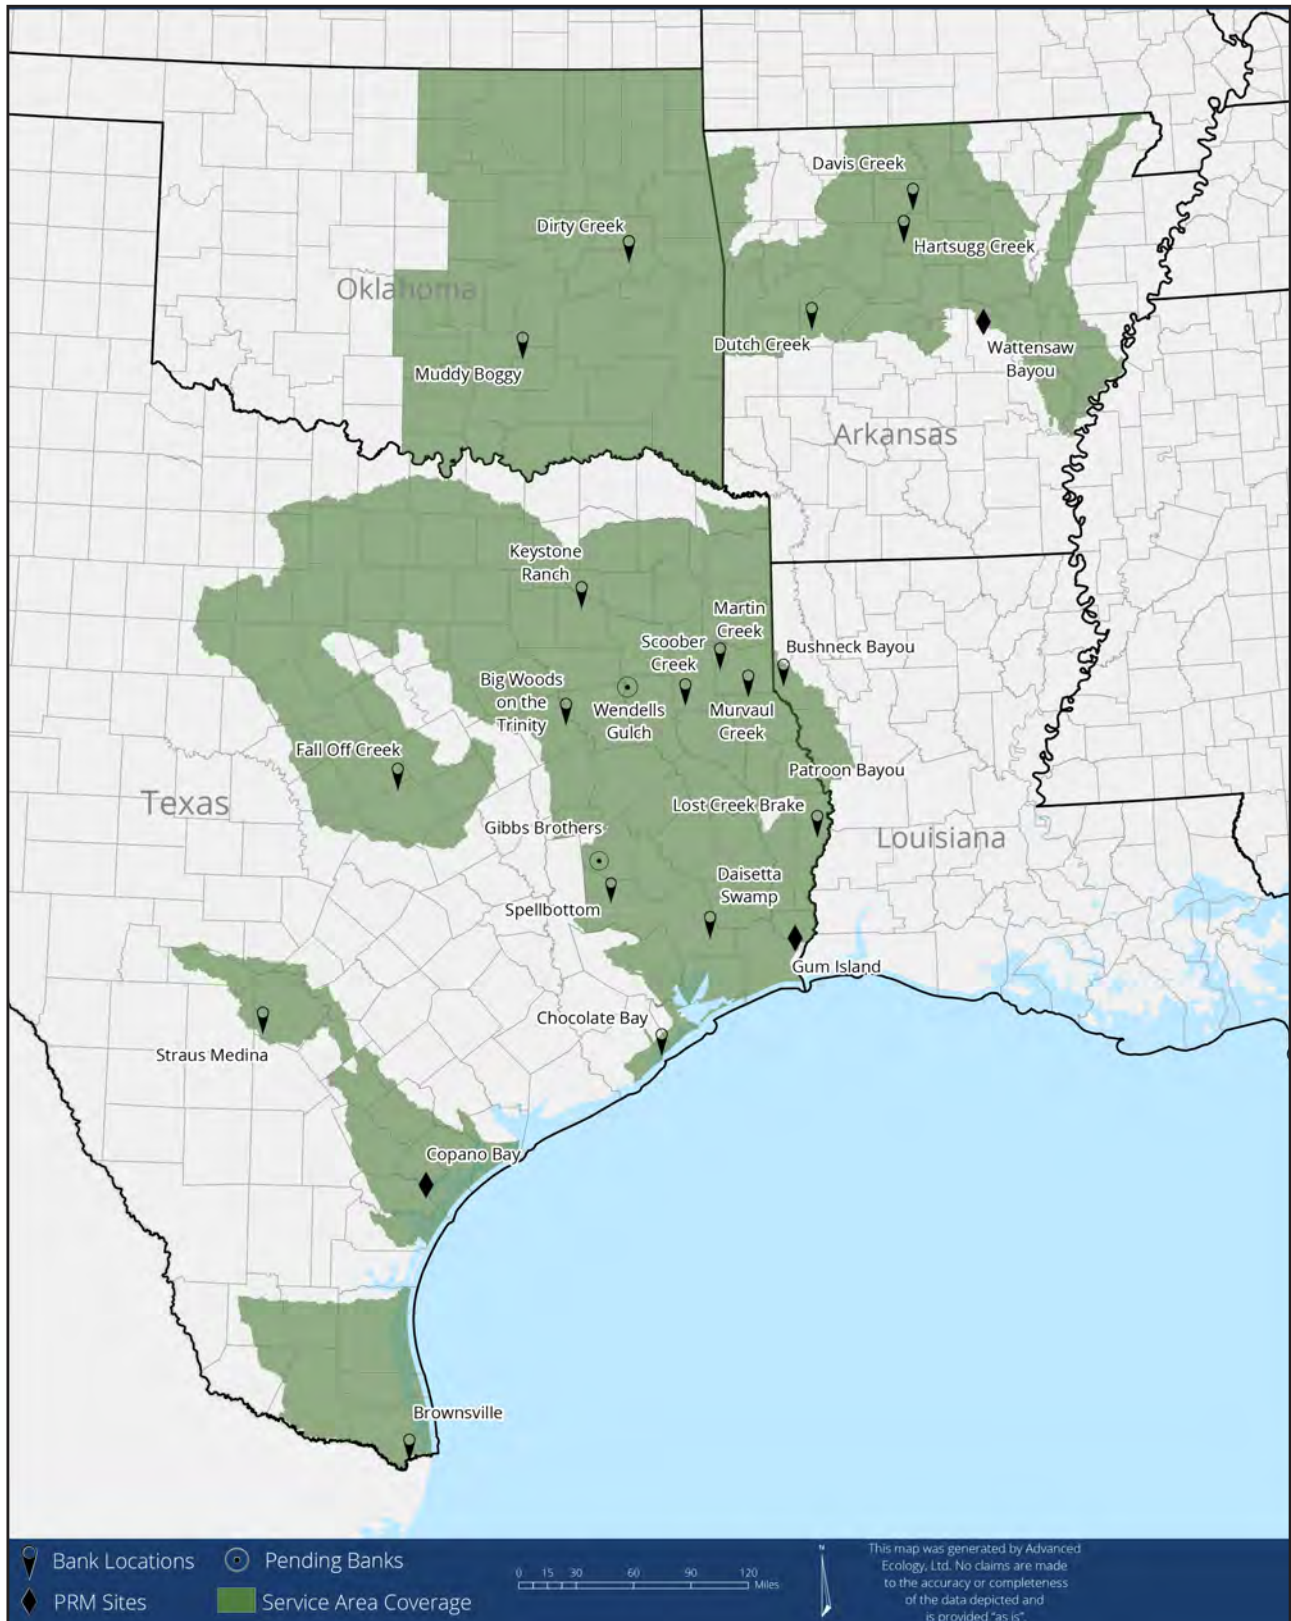 Davis Creek
Dirty Creek
Hartsugg Creek
Oklahoma
Dutch Creek
Wattensaw
Bayou
Muddy Boggy
Arkansas
Keystone
Ranch
Martin
Creek
Scoober
Creek
Bushneck Bayou
Big Woods
on the
Trinity
Wendells
Gulch
Murvaul
Creek
Fall Off Creek
Patroon Bayou
Texas
Lost Creek Brake
Gibbs Brothers
Louisiana
Daisetta
Swamp
Spellbottom
Gum Island
Chocolate Bay
Straus Medina
Copano Bay
Brownsville
Bank Locations
Pending Banks
PRM Sites
Service Area Coverage
0 15 30 60 90 120
Miles
N
This map was generated by Advanced
Ecology, Ltd. No claims are made
to the accuracy or completeness
of the data depicted and
is provided "as is".